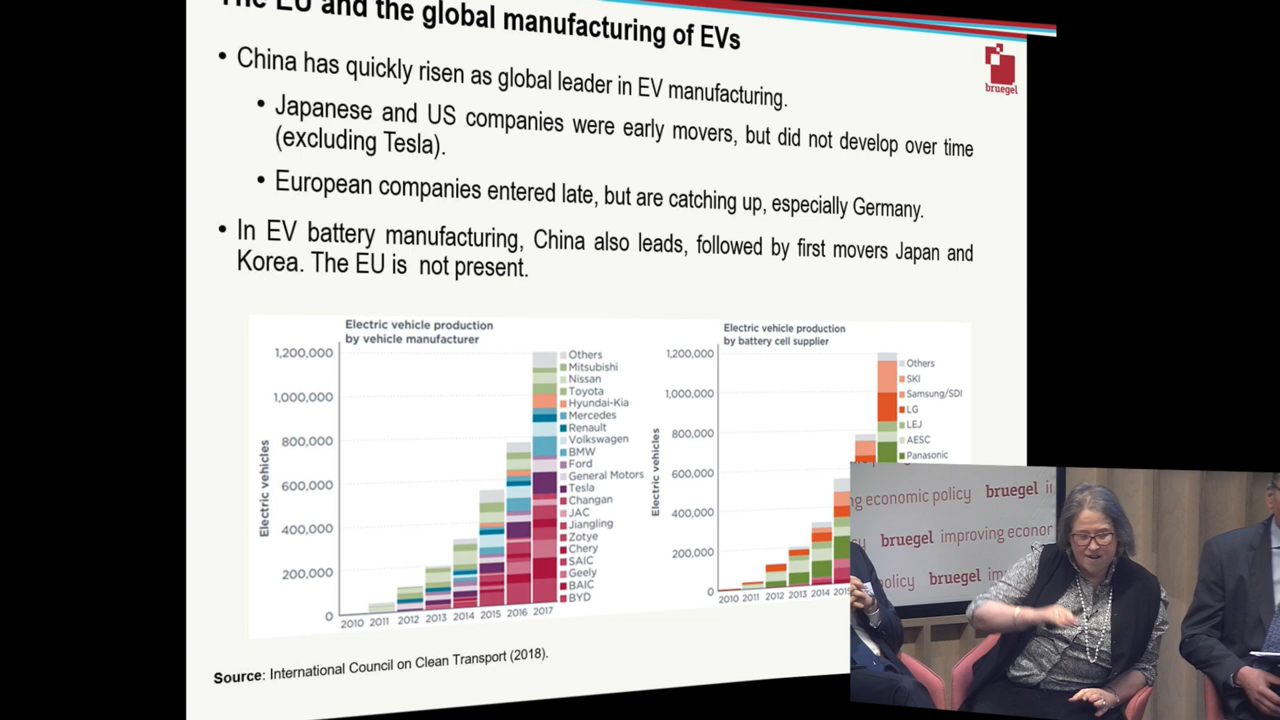 The EU and the global manufacturing of EVs
bruegel
• China has quickly risen as global leader in EV manufacturing.
• Japanese and US companies were early movers, but did not develop over time
(excluding Tesla).
• European companies entered late, but are catching up, especially Germany.
• In EV battery manufacturing, China also leads, followed by first movers Japan and
Korea. The EU is not present.
Electric vehicle production
by vehicle manufacturer
Electric vehicles
1,200,000
1,000,000
800,000
600,000
400,000
200,000
0
2010 2011 2012 2013 2014 2015 2016 2017
Others
Mitsubishi
Nissan
Toyota
Hyundai-Kia
Mercedes
Renault
Volkswagen
BMW
Ford
General Motors
Tesla
Changan
JAC
Jiangling
Zotye
Chery
SAIC
Geely
BAIC
BYD
Electric vehicle production
by battery cell supplier
Electric vehicles
1,200,000
1,000,000
800,000
600,000
400,000
200,000
0
2010 2011 2012 2013 2014 2015
Others
SKI
Samsung/SDI
LG
LEJ
AESC
Panasonic
Source: International Council on Clean Transport (2018).
ng economic policy bruegel
bruegel improving econor
policy bruegel im